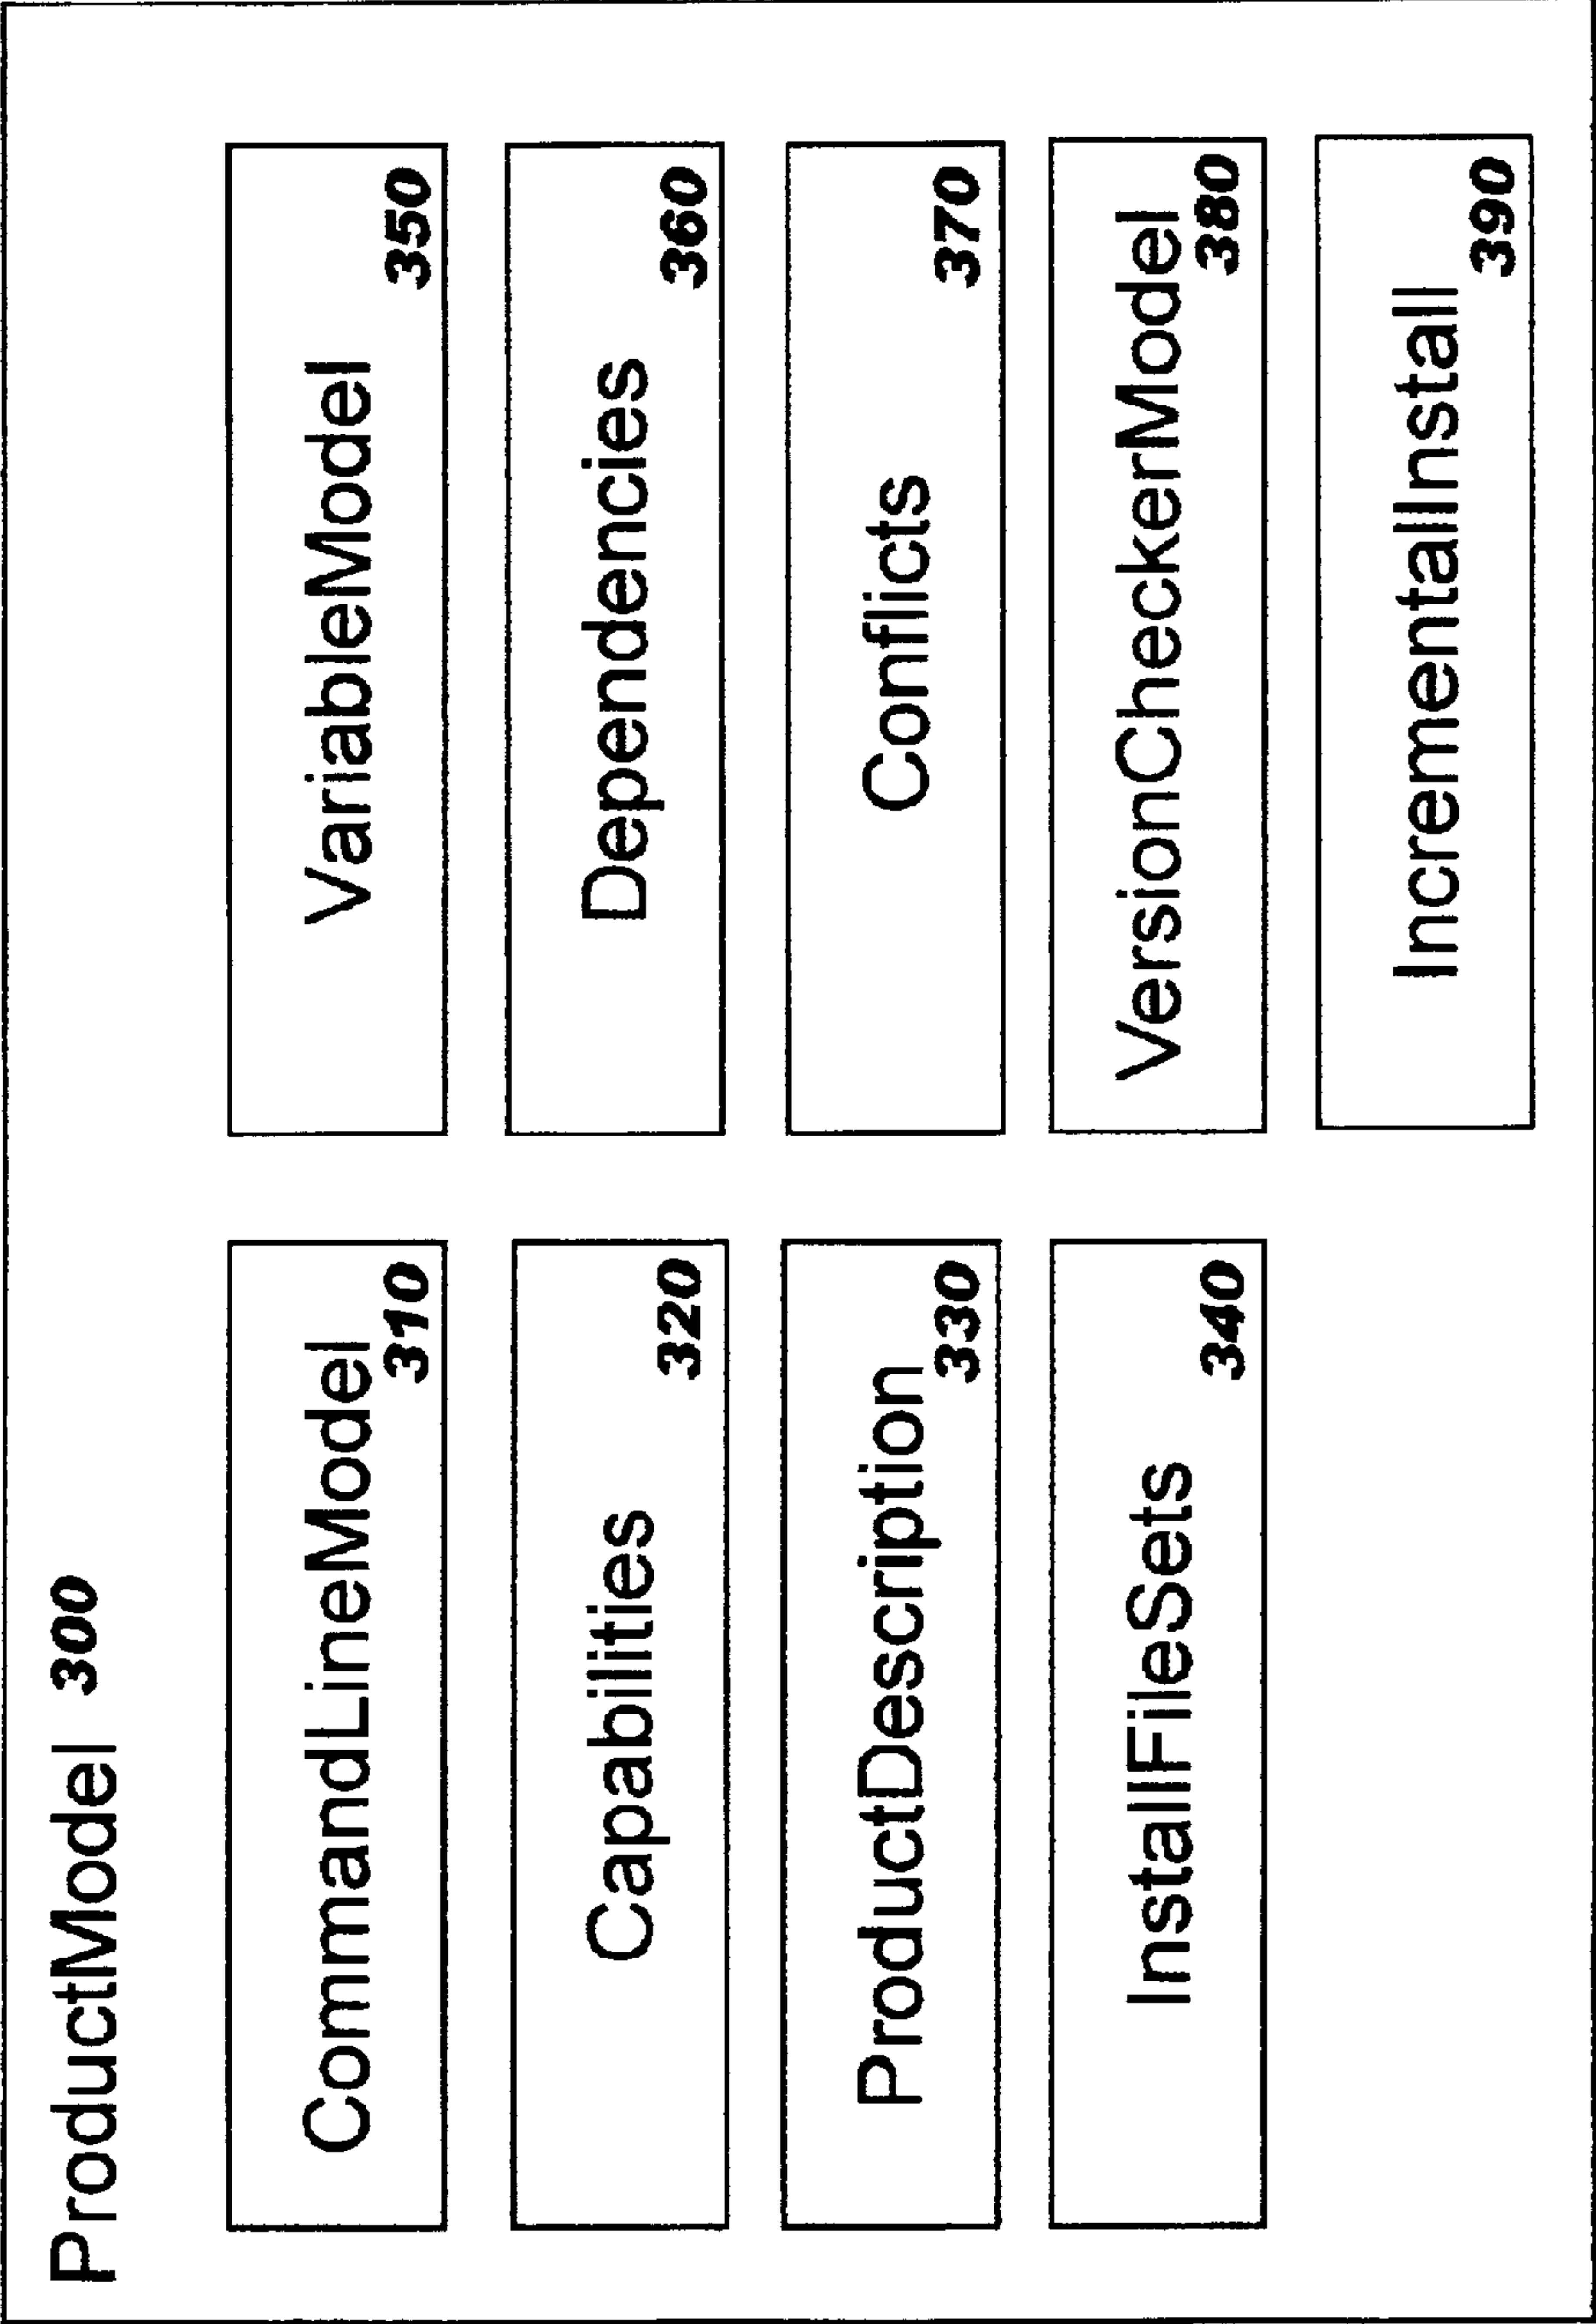 ProductModel 300
CommandLineModel
310
Capabilities
320
ProductDescription
330
InstallFileSets
340
VariableModel
350
Dependencies
360
Conflicts
370
VersionCheckerModel
380
IncrementalInstall
390